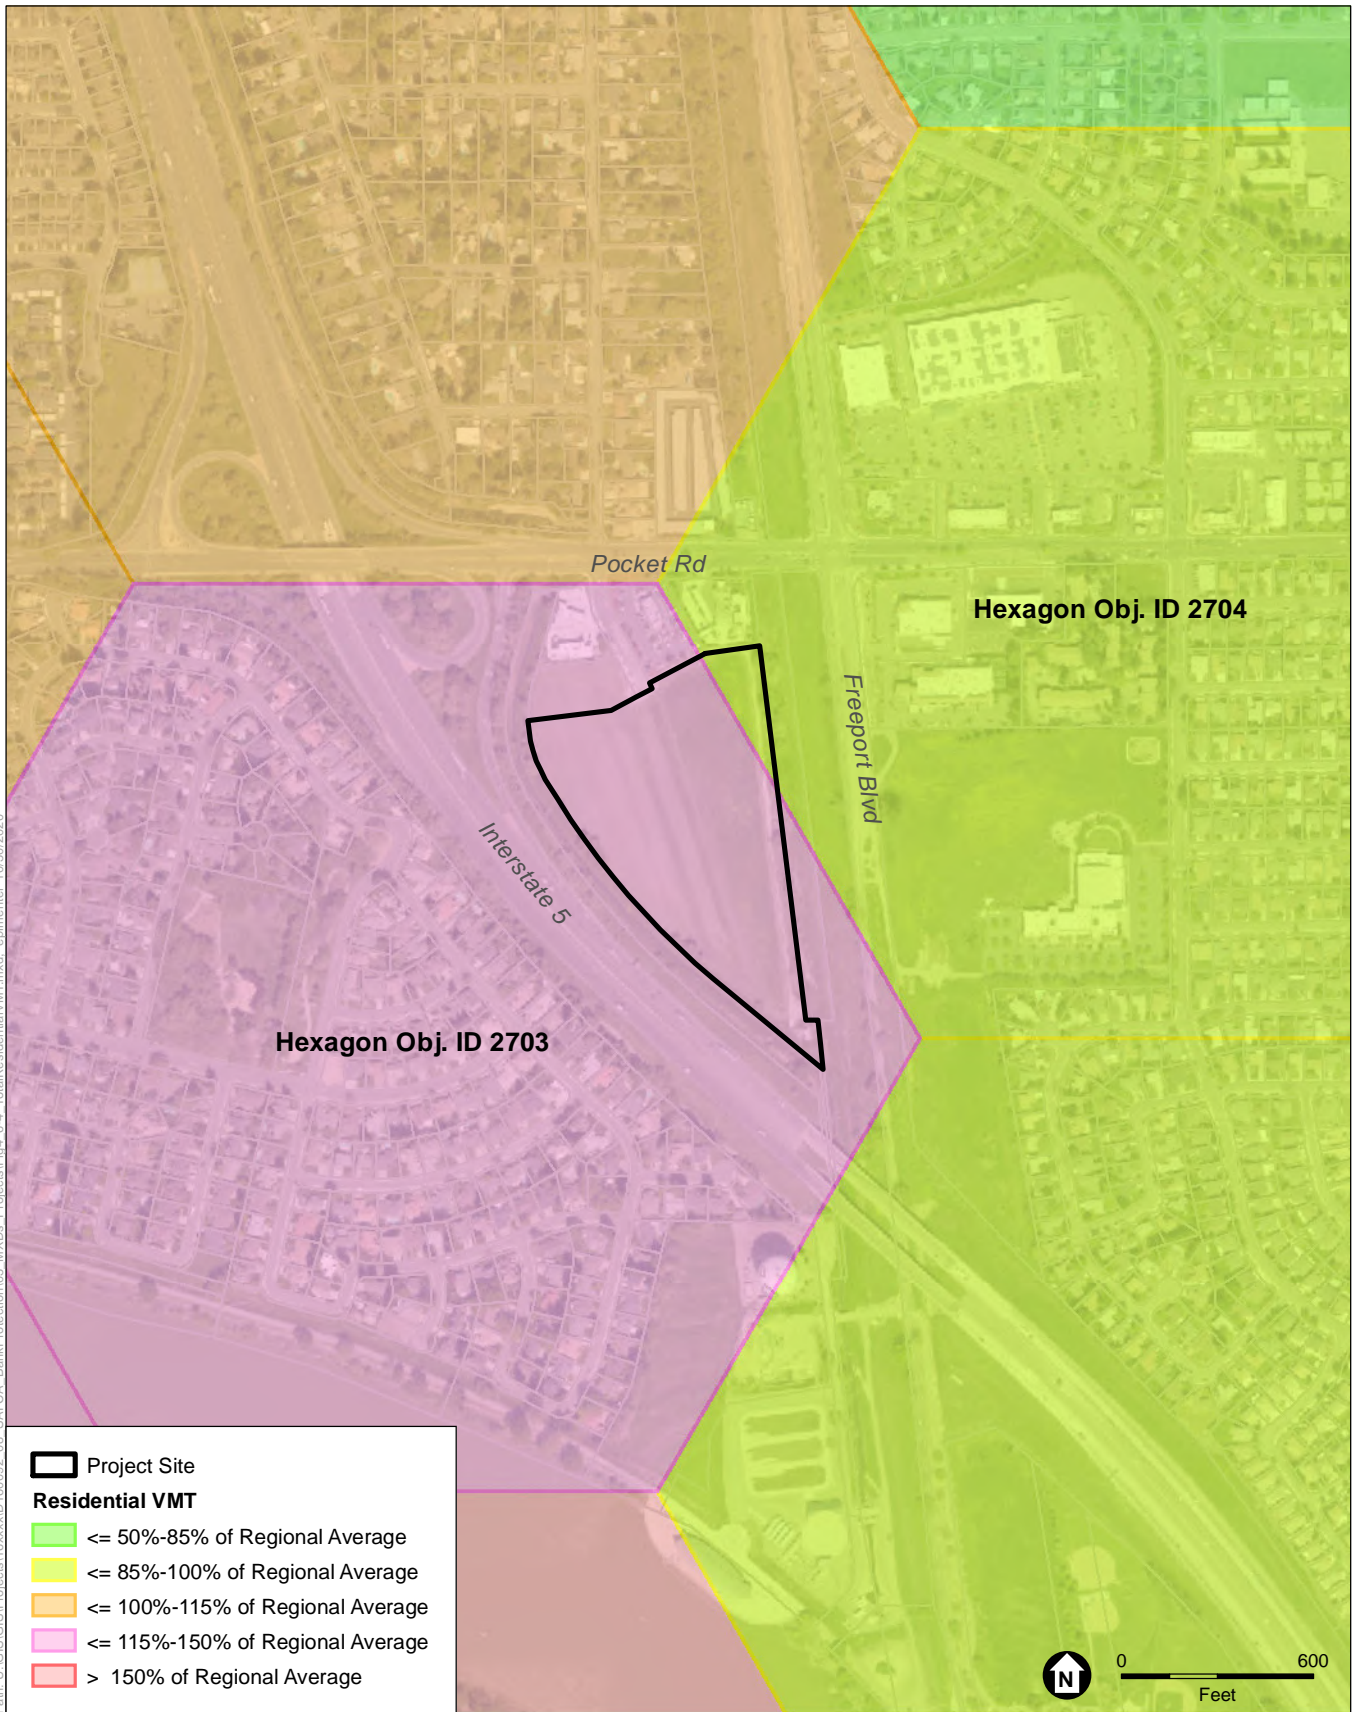 Pocket Rd
Hexagon Obj. ID 2704
Freeport Blvd
Interstate 5
Hexagon Obj. ID 2703
Project Site
Residential VMT
<= 50%-85% of Regional Average
<= 85%-100% of Regional Average
<= 100%-115% of Regional Average
<= 115%-150% of Regional Average
> 150% of Regional Average
N
0 600
Feet